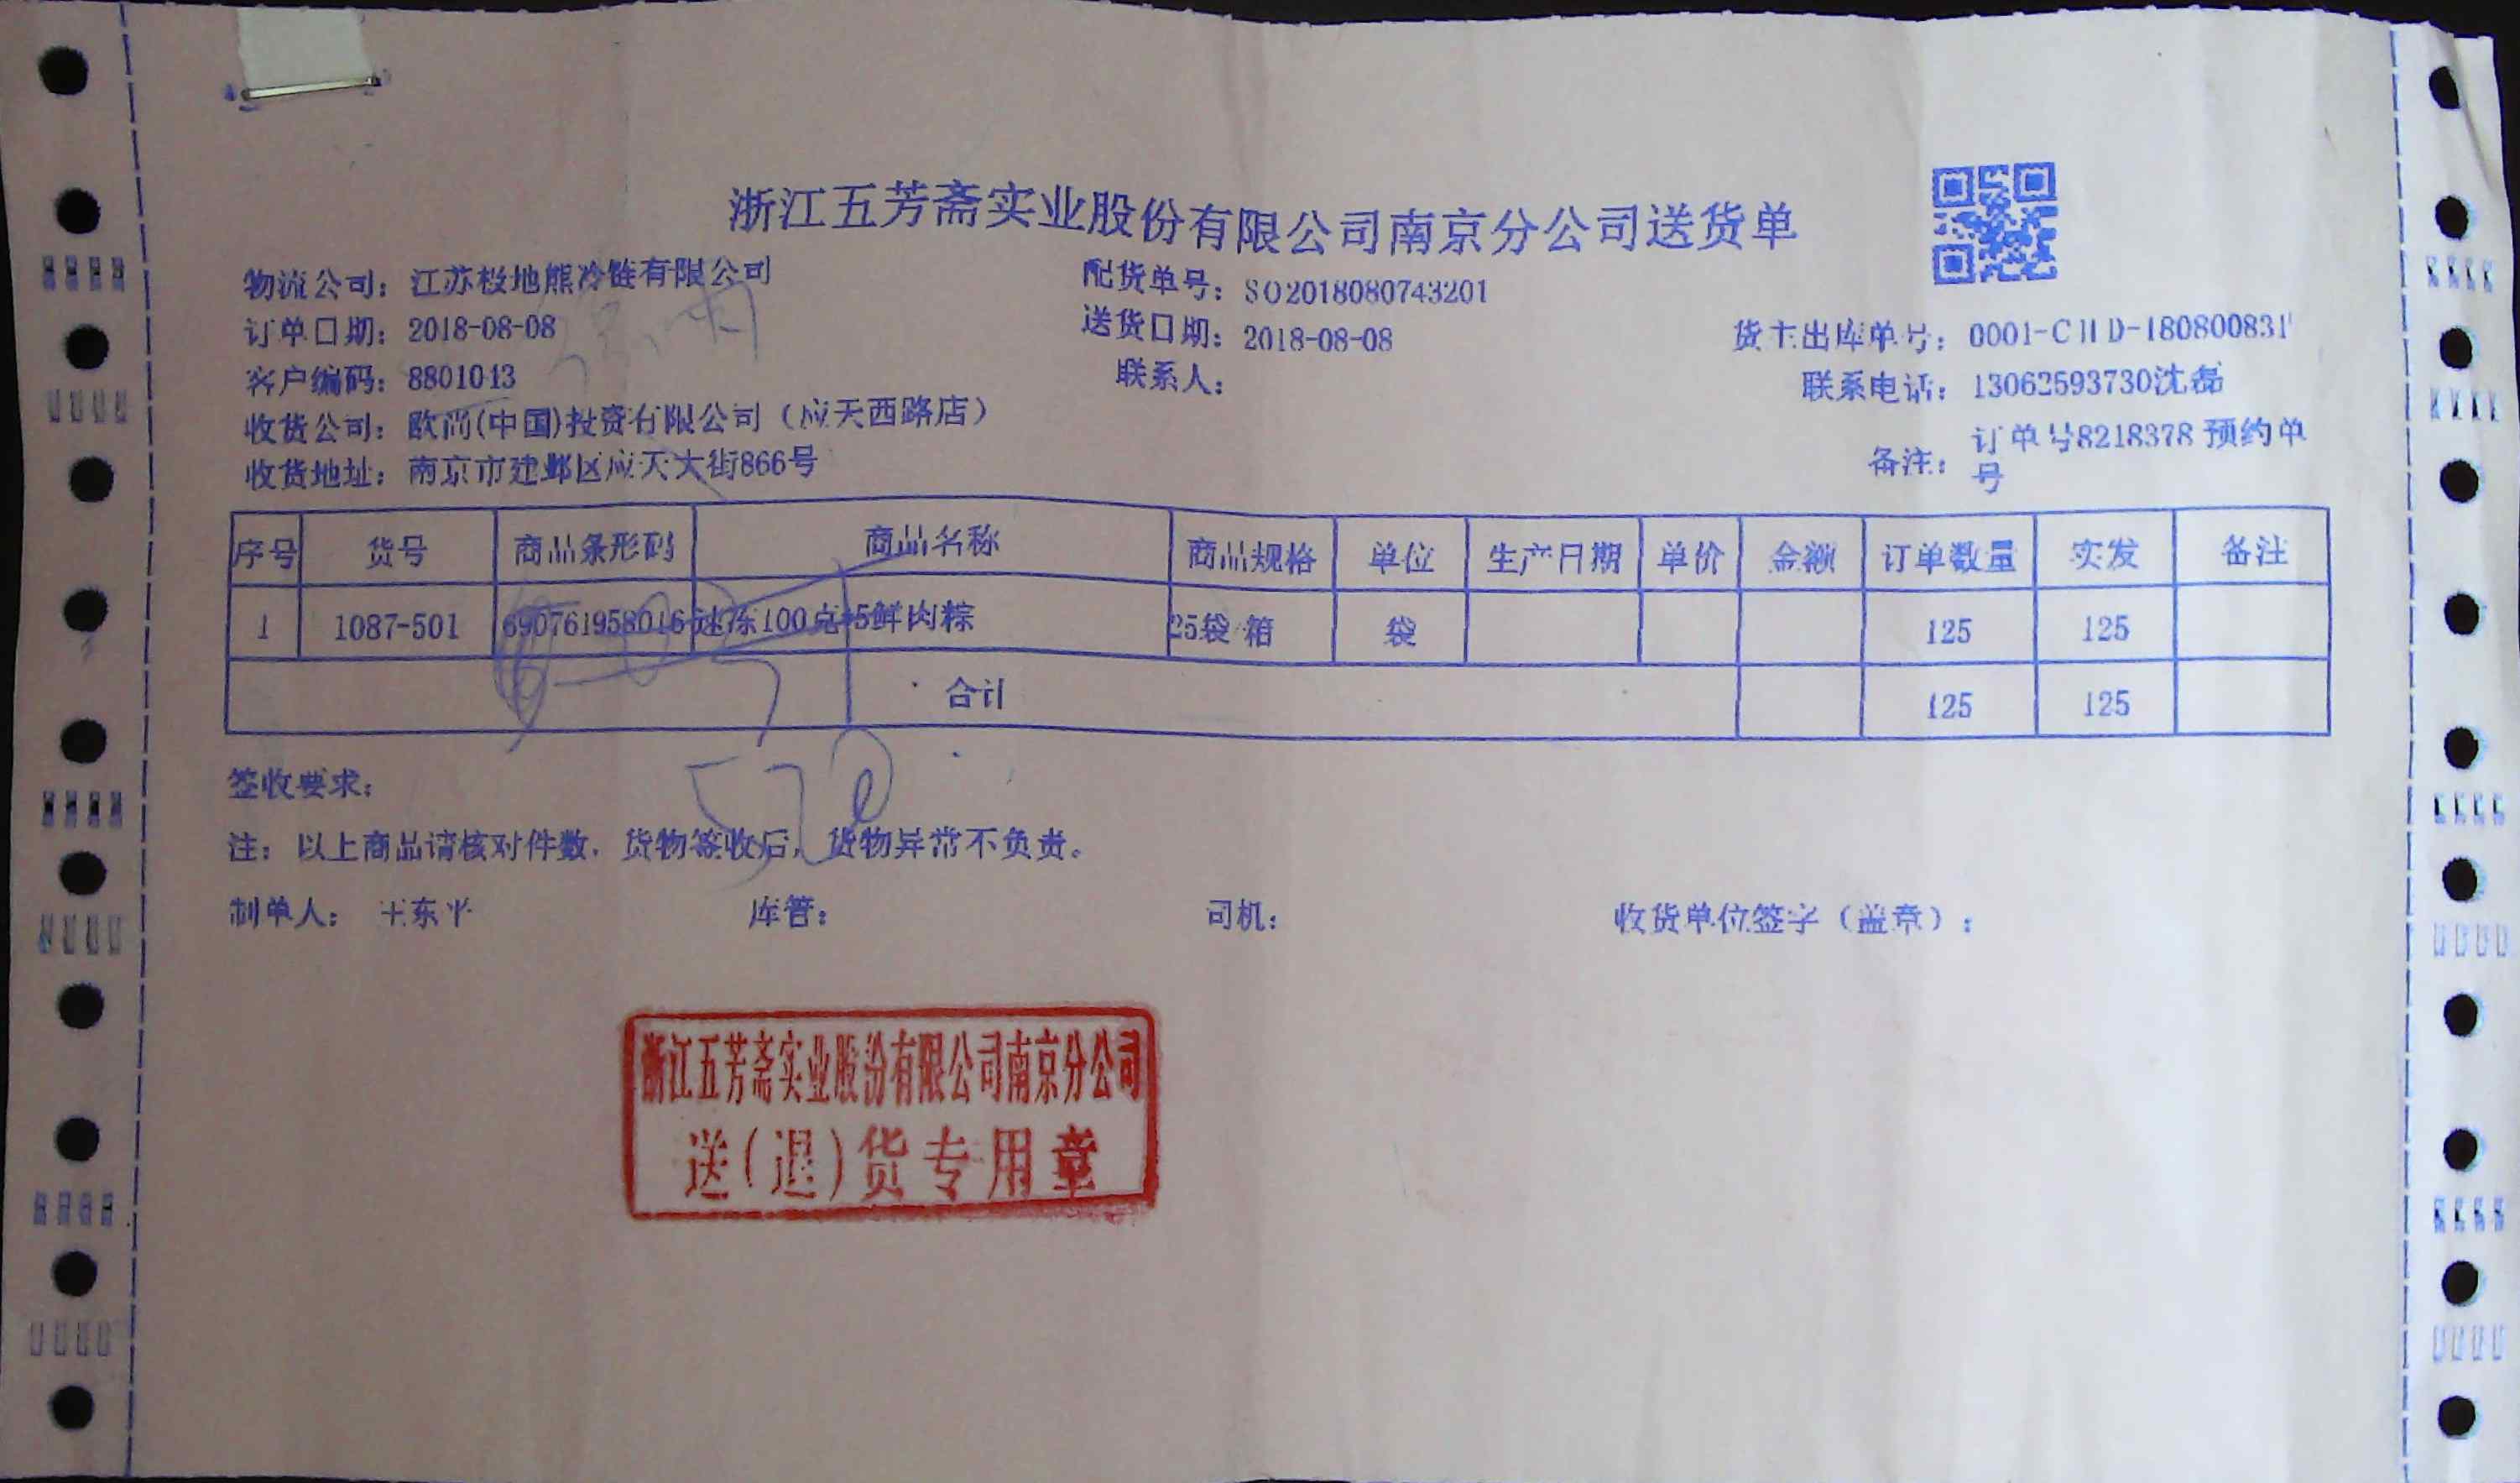 浙江五芳斋实业股份有限公司南京分公司送货单
物流公司：江苏极地熊冷链有限公司 配货单号：SO2018080743201
订单日期：2018-08-08 送货日期：2018-08-08 货主出库单号：0001-CHD-180800831
客户编码：8801043 联系人： 联系电话：13062593730沈磊
收货公司：欧尚(中国)投资有限公司（应天西路店） 备注：订单号8218378 预约单
号
收货地址：南京市建邺区应天大街866号
序号 货号 商品条形码 商品名称 商品规格 单位 生产日期 单价 金额 订单数量 实发 备注
1 1087-501 690761958016 速冻100克*5鲜肉粽 25袋/箱 袋 125 125
合计 125 125
签收要求：
注：以上商品请核对件数，货物签收后，货物异常不负责。
制单人： 王东平 库管： 司机： 收货单位签字（盖章）：
浙江五芳斋实业股份有限公司南京分公司
送(退)货专用章